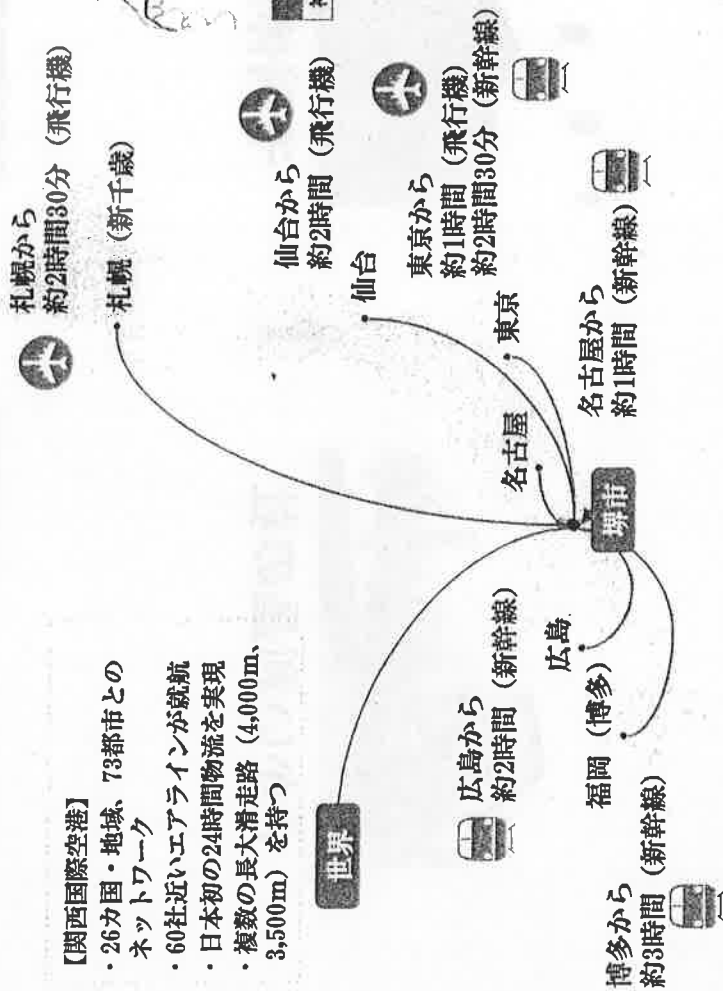 【関西国際空港】
・26カ国・地域、73都市との
ネットワーク
・60社近いエアラインが就航
・日本初の24時間物流を実現
・複数の長大滑走路（4,000m、
3,500m）を持つ
札幌から
約2時間30分（飛行機）
札幌（新千歳）
仙台から
約2時間（飛行機）
仙台
東京から
約1時間（飛行機）
約2時間30分（新幹線）
東京
名古屋
名古屋から
約1時間（新幹線）
世界
堺市
広島から
約2時間（新幹線）
広島
福岡（博多）
博多から
約3時間（新幹線）